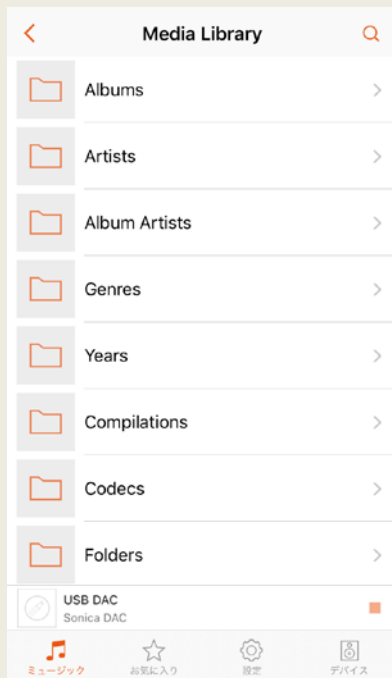 Media Library
Albums
Artists
Album Artists
Genres
Years
Compilations
Codecs
Folders
USB DAC
Sonica DAC
ミュージック
お気に入り
設定
デバイス